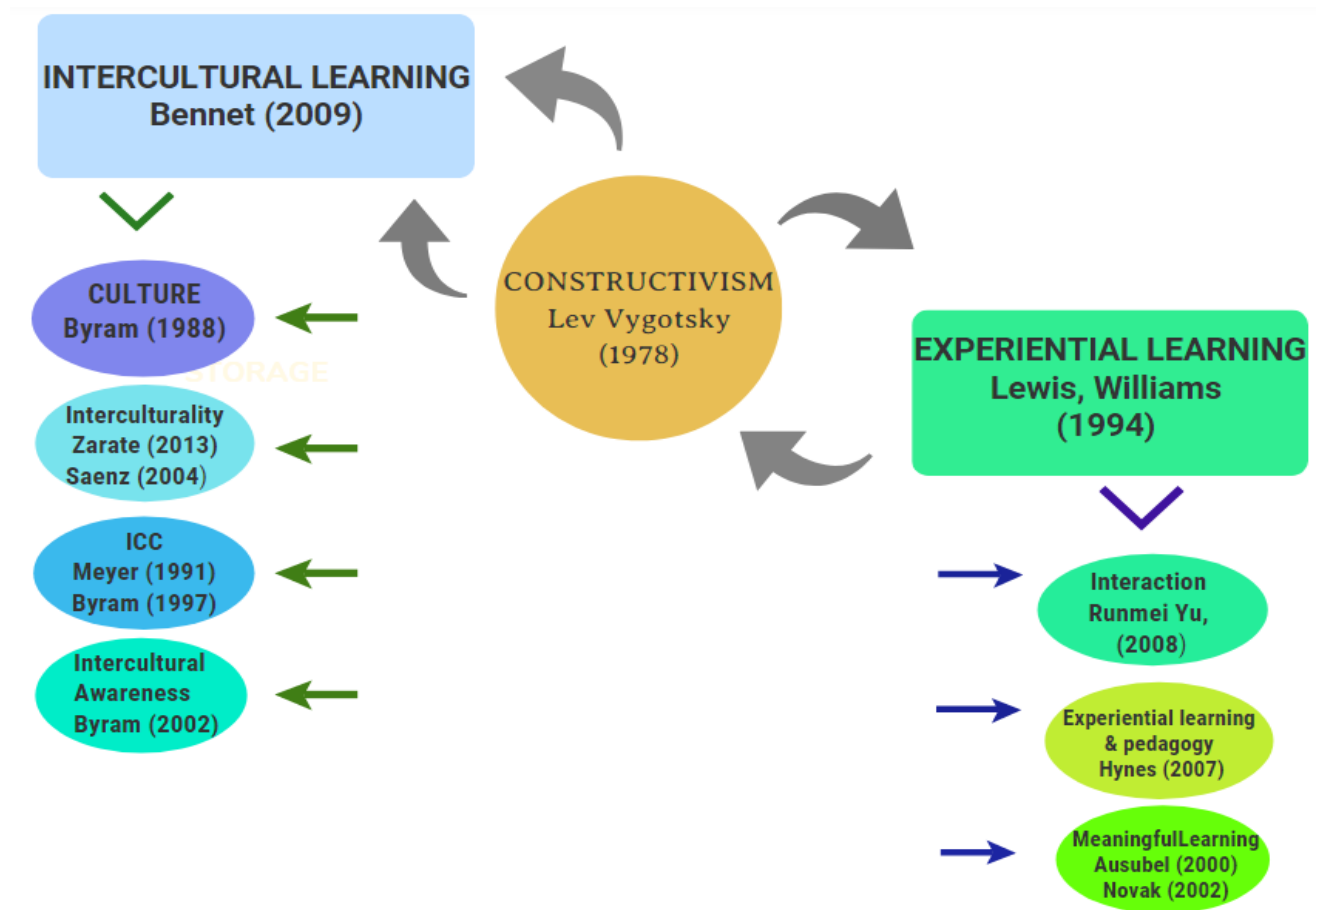 INTERCULTURAL LEARNING
Bennet (2009)
CONSTRUCTIVISM
Lev Vygotsky
(1978)
CULTURE
Byram (1988)
STORAGE
Interculturality
Zarate (2013)
Saenz (2004)
ICC
Meyer (1991)
Byram (1997)
Intercultural
Awareness
Byram (2002)
EXPERIENTIAL LEARNING
Lewis, Williams
(1994)
Interaction
Runmei Yu,
(2008)
Experiential learning
& pedagogy
Hynes (2007)
MeaningfulLearning
Ausubel (2000)
Novak (2002)